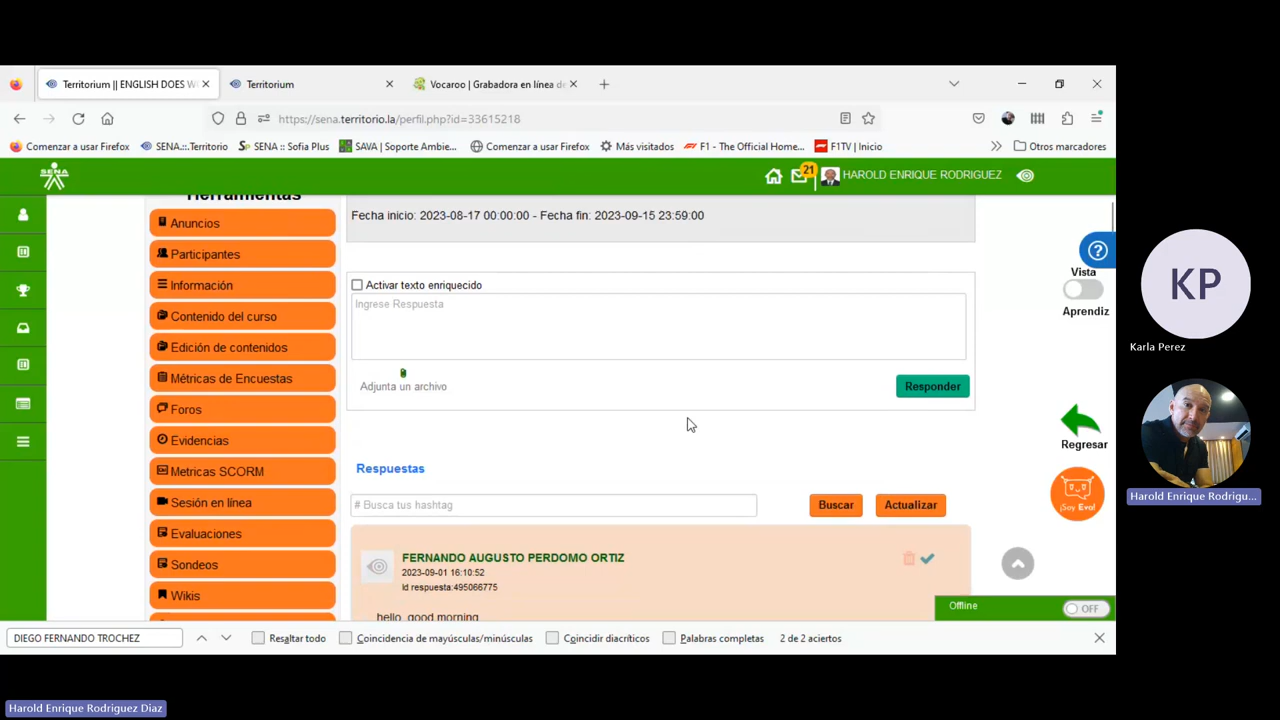 Territorium || ENGLISH DOES W
Territorium
Vocaroo | Grabadora en línea de
https://sena.territorio.la/perfil.php?id=33615218
Comenzar a usar Firefox
SENA.::.Territorio
SENA :: Sofia Plus
SAVA | Soporte Ambie...
Comenzar a usar Firefox
Más visitados
F1 - The Official Home...
F1TV | Inicio
Otros marcadores
SENA
21
HAROLD ENRIQUE RODRIGUEZ
Herramientas
Anuncios
Participantes
Información
Contenido del curso
Edición de contenidos
Métricas de Encuestas
Foros
Evidencias
Metricas SCORM
Sesión en línea
Evaluaciones
Sondeos
Wikis
Fecha inicio: 2023-08-17 00:00:00 - Fecha fin: 2023-09-15 23:59:00
Activar texto enriquecido
Ingrese Respuesta
Adjunta un archivo
Responder
Respuestas
# Busca tus hashtag
Buscar
Actualizar
FERNANDO AUGUSTO PERDOMO ORTIZ
2023-09-01 16:10:52
Id respuesta:495066775
hello, good morning
Vista
Aprendiz
Regresar
¡Soy Eva!
Offline
OFF
DIEGO FERNANDO TROCHEZ
Resaltar todo
Coincidencia de mayúsculas/minúsculas
Coincidir diacríticos
Palabras completas
2 de 2 aciertos
KP
Karla Perez
Harold Enrique Rodrigu...
Harold Enrique Rodriguez Diaz